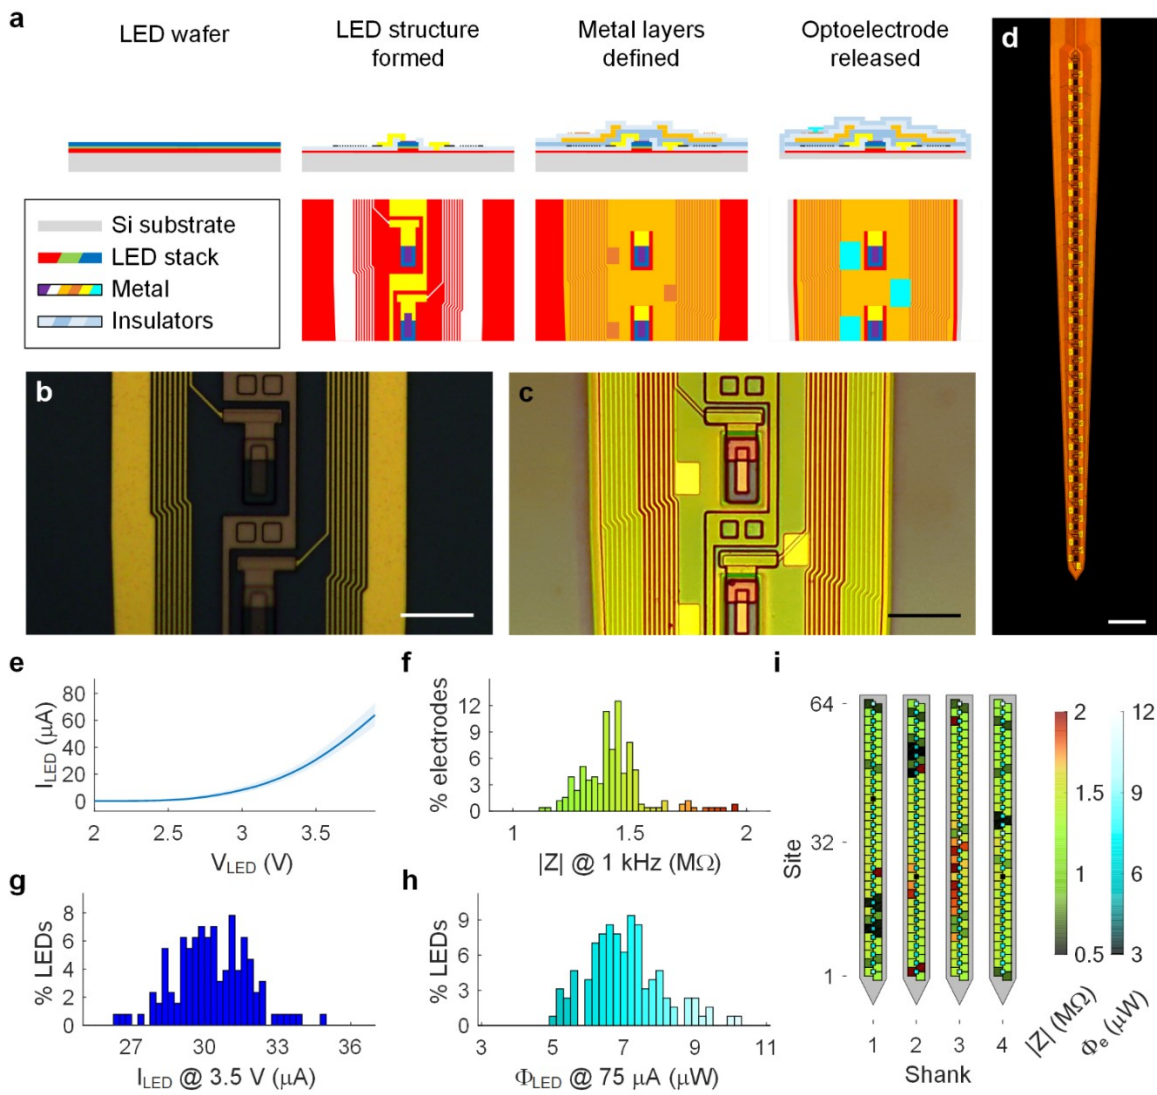 a
LED wafer
LED structure
formed
Metal layers
defined
Optoelectrode
released
d
Si substrate
LED stack
Metal
Insulators
b
c
e
I_LED (μA)
80
60
40
20
0
2
2.5
3
3.5
V_LED (V)
f
% electrodes
12
9
6
3
0
1
1.5
2
|Z| @ 1 kHz (MΩ)
g
% LEDs
8
6
4
2
0
27
30
33
36
I_LED @ 3.5 V (μA)
h
% LEDs
9
6
3
0
3
5
7
9
11
Φ_LED @ 75 μA (μW)
i
Site
64
32
1
1
2
3
4
Shank
2
1.5
1
0.5
|Z| (MΩ)
12
9
6
3
Φ_e (μW)